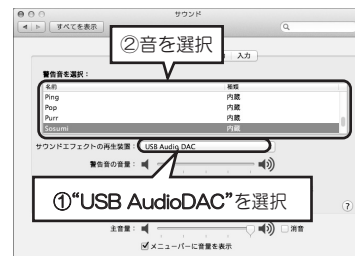 サウンド
すべてを表示
②音を選択
入力
警告音を選択：
名前 種類
Ping 内蔵
Pop 内蔵
Purr 内蔵
Sosumi 内蔵
サウンドエフェクトの再生装置： USB Audio DAC
警告音の音量：
①“USB AudioDAC”を選択
?
主音量： 消音
メニューバーに音量を表示